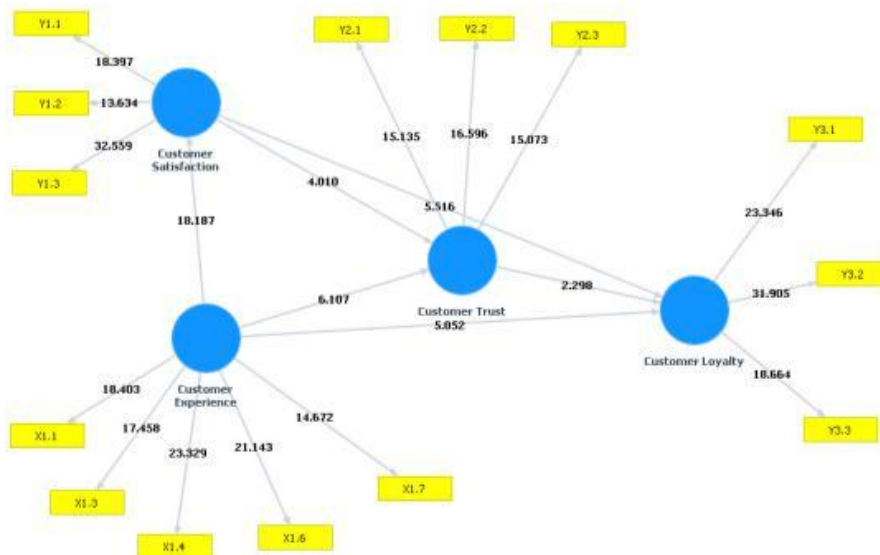 Y1.1
Y2.1
Y2.2
Y2.3
18.397
Y1.2
13.634
32.559
Y1.3
Customer
Satisfaction
15.135
16.596
15.073
Y3.1
4.010
18.187
5.516
23.346
Y3.2
31.905
6.107
Customer Trust
2.298
5.052
Customer Loyalty
18.664
Customer
Experience
18.403
14.672
17.458
23.329
21.143
X1.1
X1.3
X1.4
X1.6
X1.7
Y3.3